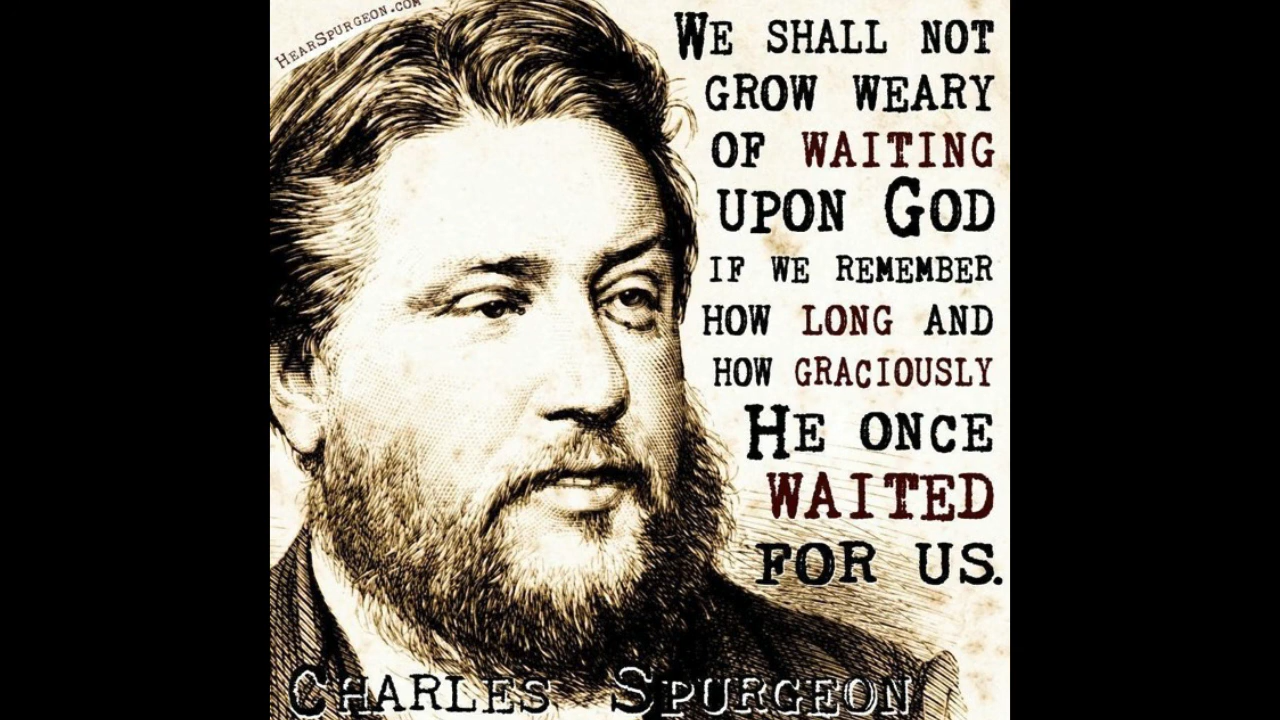 HEARSPURGEON.COM
WE SHALL NOT
GROW WEARY
OF WAITING
UPON GOD
IF WE REMEMBER
HOW LONG AND
HOW GRACIOUSLY
HE ONCE
WAITED
FOR US.
CHARLES SPURGEON